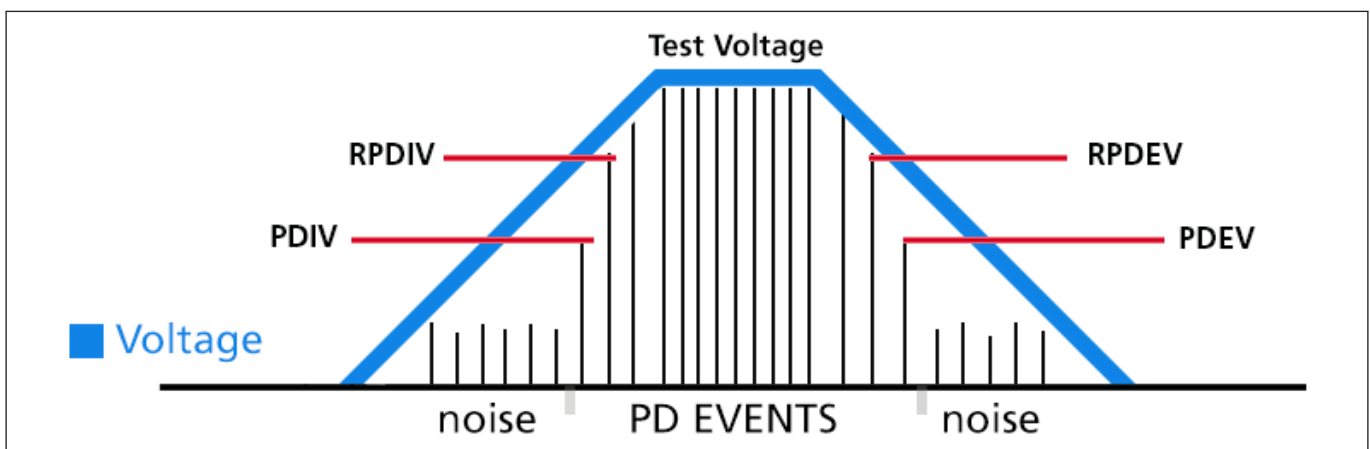 Test Voltage
RPDIV
RPDEV
PDIV
PDEV
Voltage
noise
PD EVENTS
noise